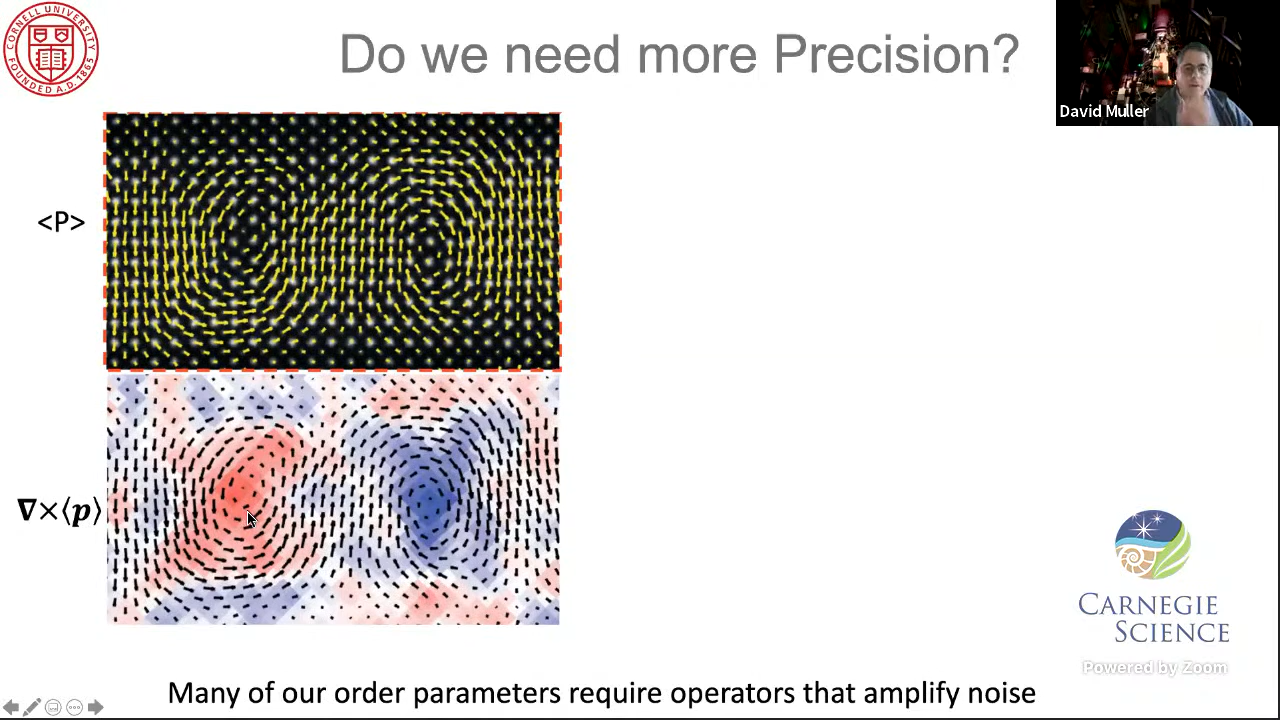 CORNELL UNIVERSITY
FOUNDED A.D. 1865
Do we need more Precision?
David Muller
<P>
∇×⟨p⟩
CARNEGIE
SCIENCE
Powered by Zoom
Many of our order parameters require operators that amplify noise